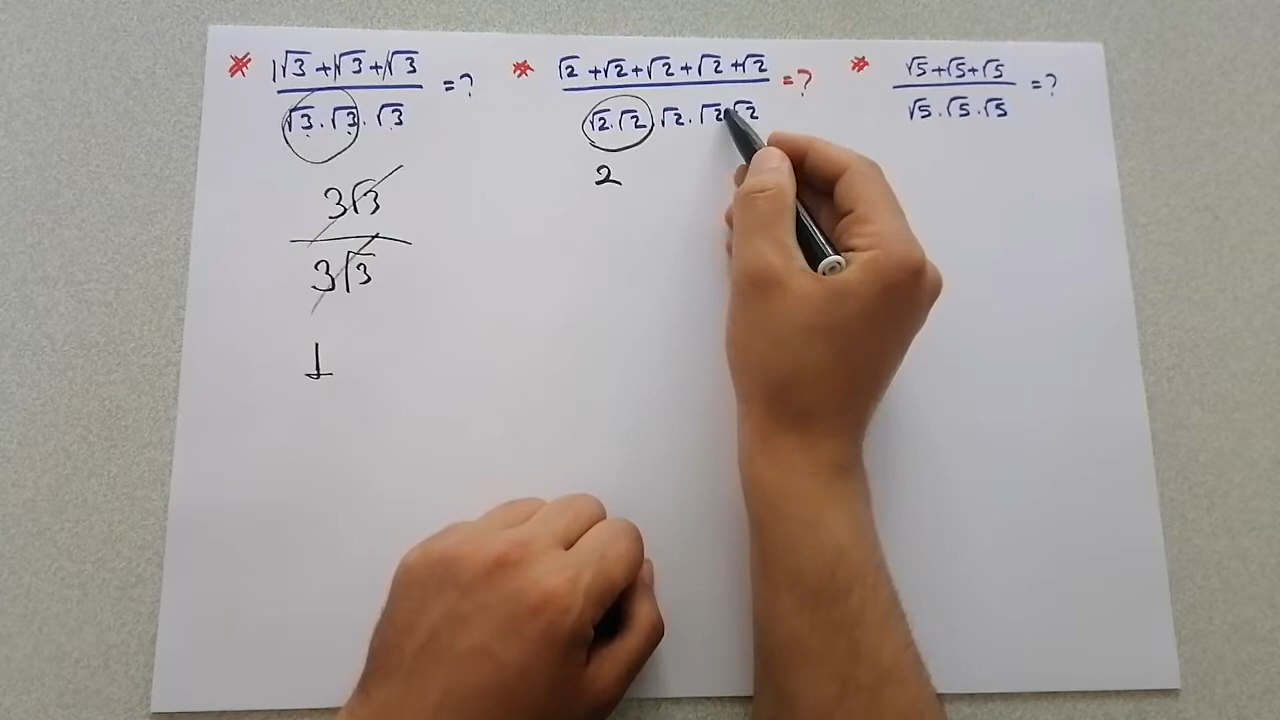 * √3 + √3 + √3 / √3 . √3 . √3 = ?
3√3
3√3
1
* √2 + √2 + √2 + √2 + √2 / √2 . √2 . √2 . √2 . √2 = ?
2
* √5 + √5 + √5 / √5 . √5 . √5 = ?